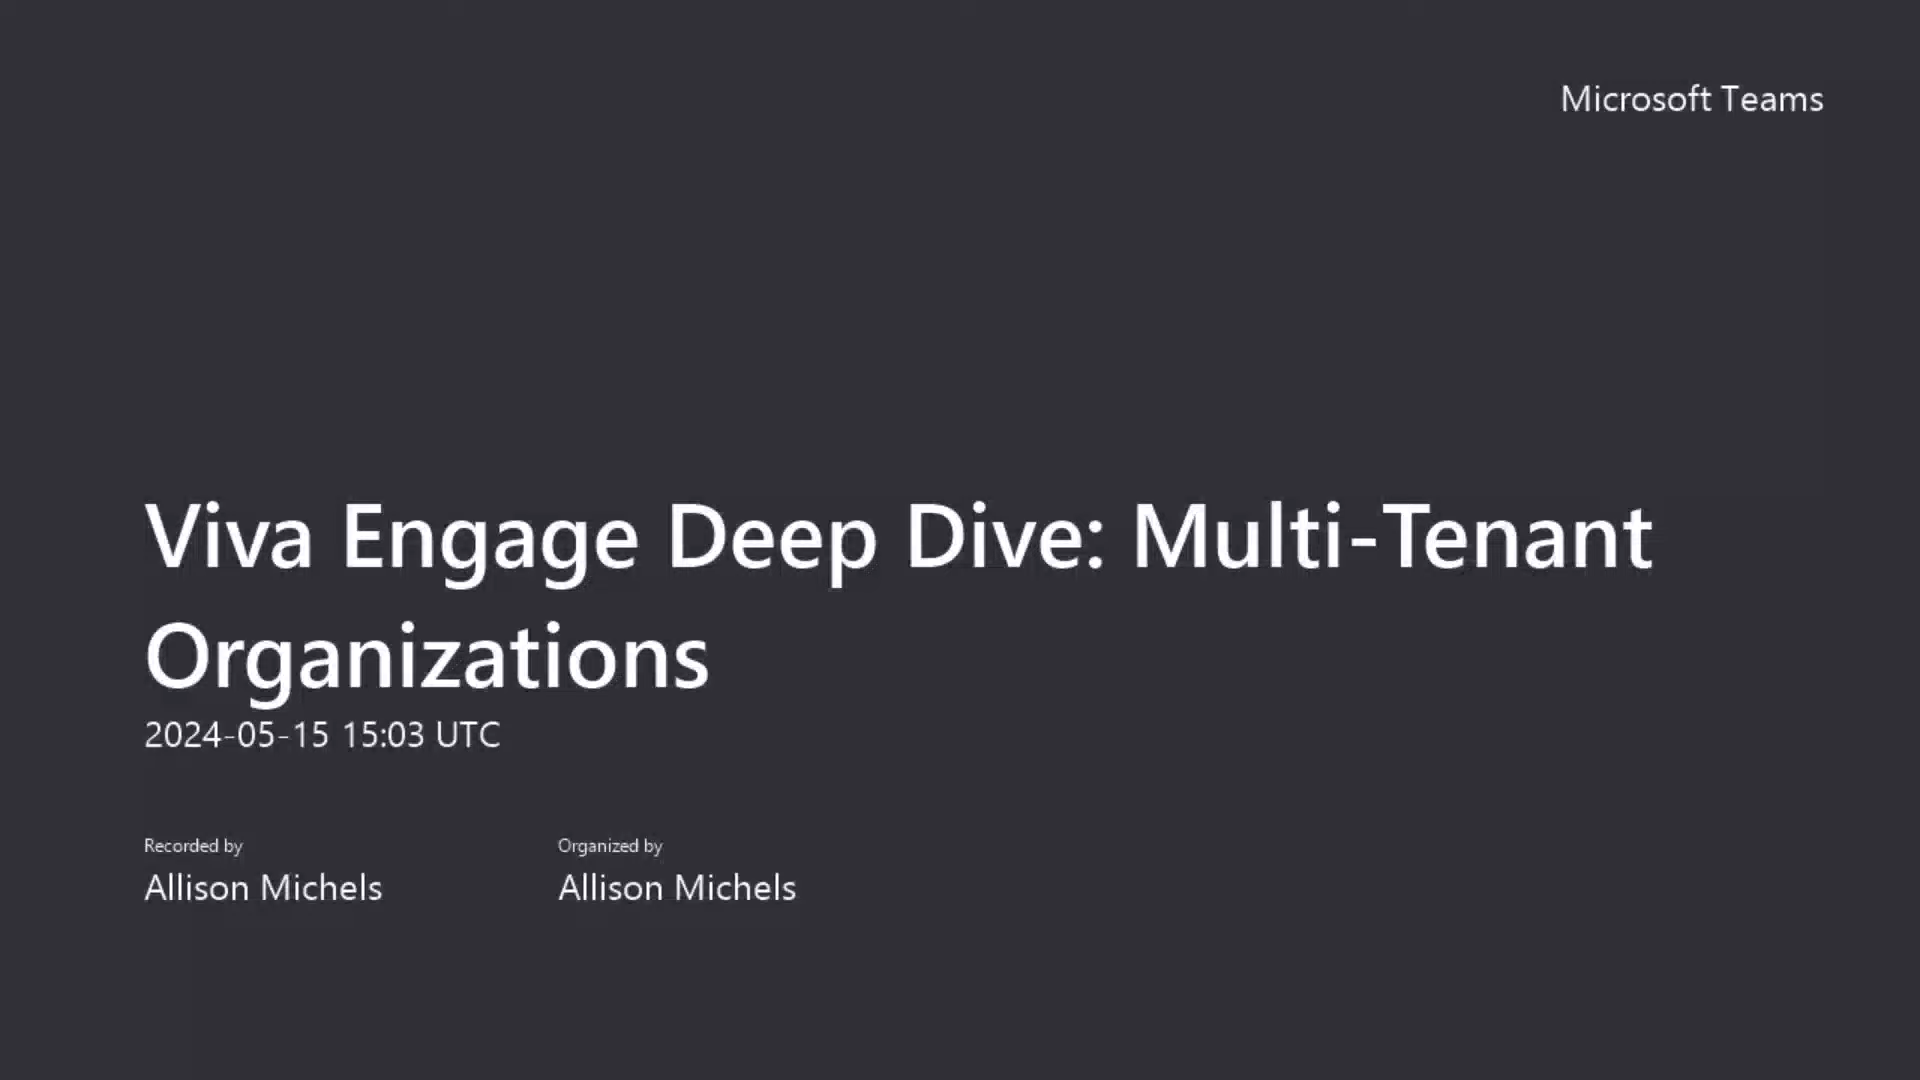 Microsoft Teams
Viva Engage Deep Dive: Multi-Tenant
Organizations
2024-05-15 15:03 UTC
Recorded by
Allison Michels
Organized by
Allison Michels